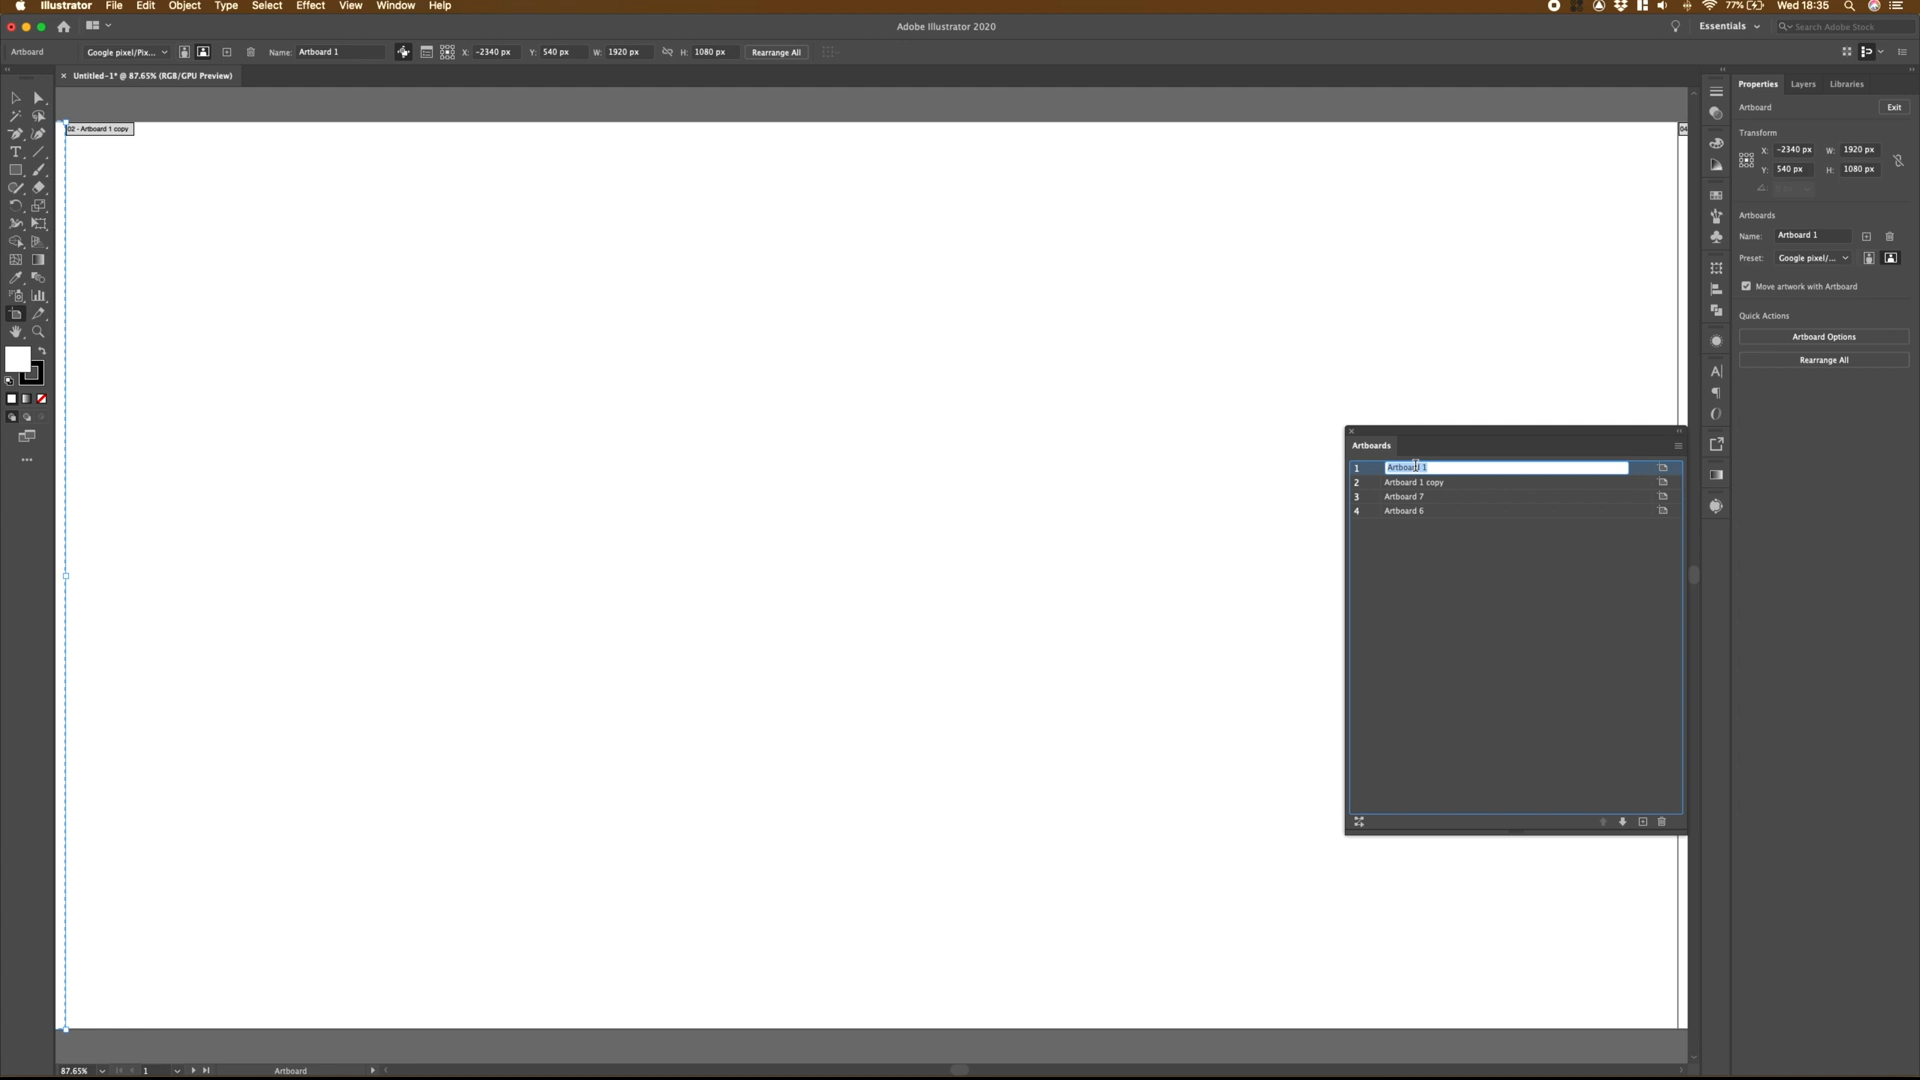 Illustrator File Edit Object Type Select Effect View Window Help 77% Wed 18:35
Adobe Illustrator 2020 Essentials Search Adobe Stock
Artboard Google pixel/Pix... Name: Artboard 1 X: -2340 px Y: 540 px W: 1920 px H: 1080 px Rearrange All
× Untitled-1* @ 87.65% (RGB/GPU Preview)
Properties Layers Libraries
Artboard Exit
02 - Artboard 1 copy
04
Transform
X: -2340 px W: 1920 px
Y: 540 px H: 1080 px
Artboards
Name: Artboard 1
Preset: Google pixel/...
Move artwork with Artboard
Quick Actions
Artboard Options
Rearrange All
Artboards
1 Artboard 1
2 Artboard 1 copy
3 Artboard 7
4 Artboard 6
87.65% 1 Artboard